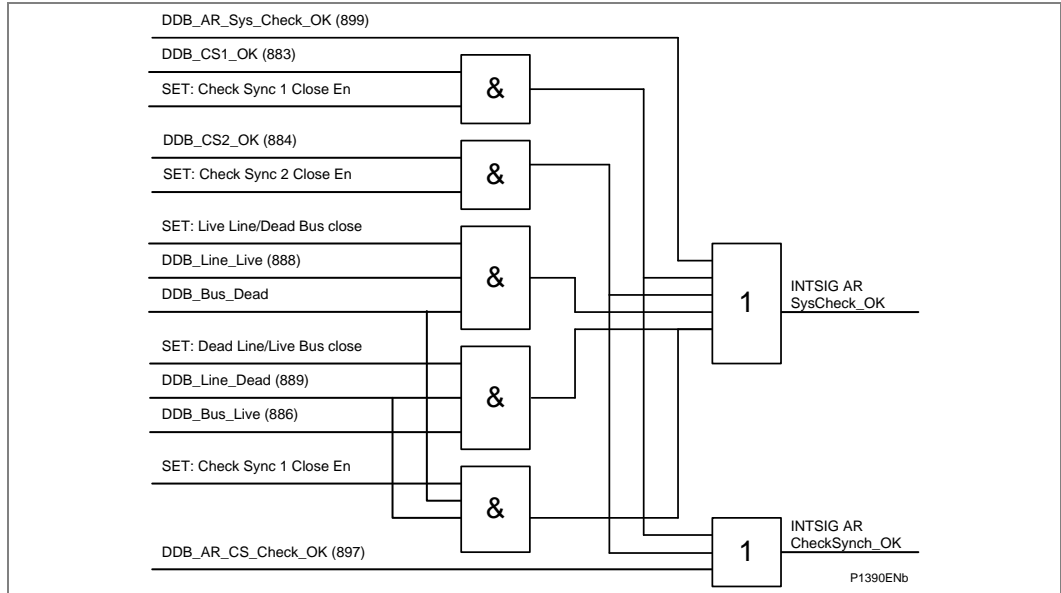 DDB_AR_Sys_Check_OK (899)
DDB_CS1_OK (883)
SET: Check Sync 1 Close En
&
DDB_CS2_OK (884)
SET: Check Sync 2 Close En
&
SET: Live Line/Dead Bus close
DDB_Line_Live (888)
DDB_Bus_Dead
&
SET: Dead Line/Live Bus close
DDB_Line_Dead (889)
DDB_Bus_Live (886)
&
SET: Check Sync 1 Close En
&
DDB_AR_CS_Check_OK (897)
1
INTSIG AR
SysCheck_OK
1
INTSIG AR
CheckSynch_OK
P1390ENb